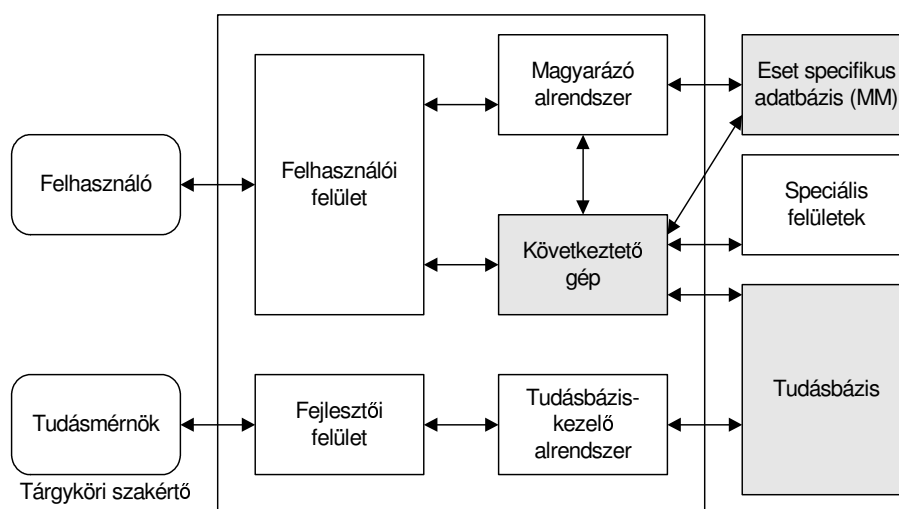 Magyarázó
alrendszer
Eset specifikus
adatbázis (MM)
Felhasználó
Felhasználói
felület
Speciális
felületek
Következtető
gép
Tudásbázis
Tudásmérnök
Fejlesztői
felület
Tudásbázis-
kezelő
alrendszer
Tárgyköri szakértő